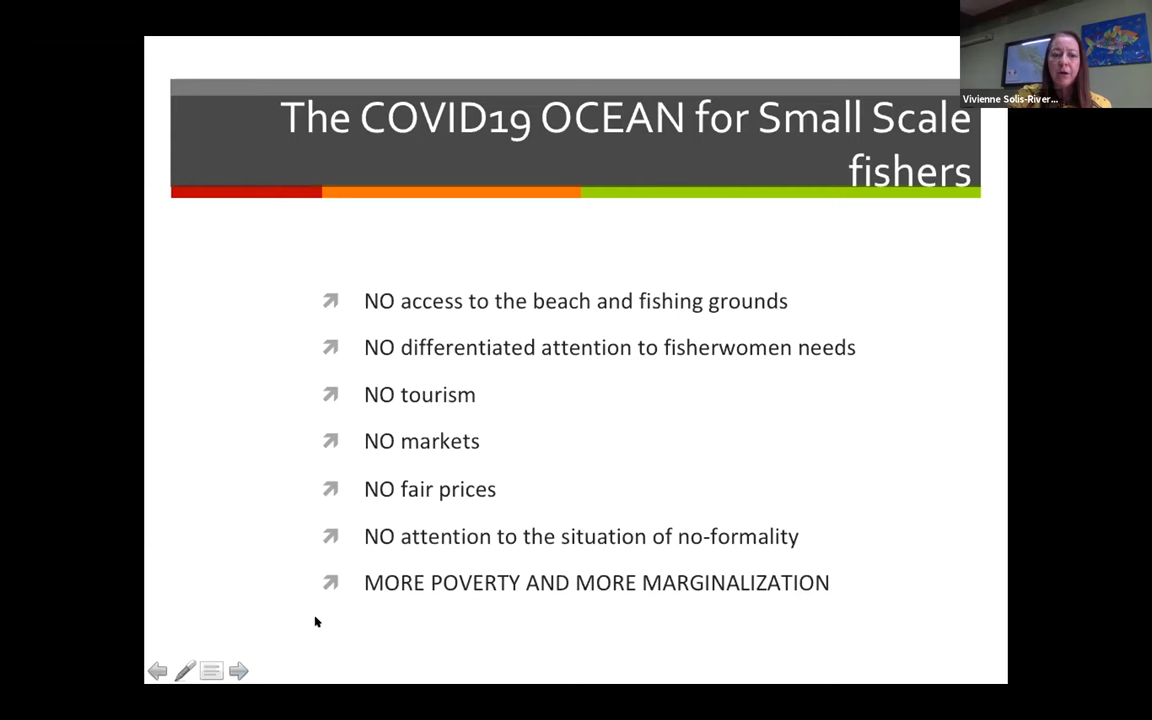 The COVID19 OCEAN for Small Scale
fishers
Vivienne Solis-River...
NO access to the beach and fishing grounds
NO differentiated attention to fisherwomen needs
NO tourism
NO markets
NO fair prices
NO attention to the situation of no-formality
MORE POVERTY AND MORE MARGINALIZATION